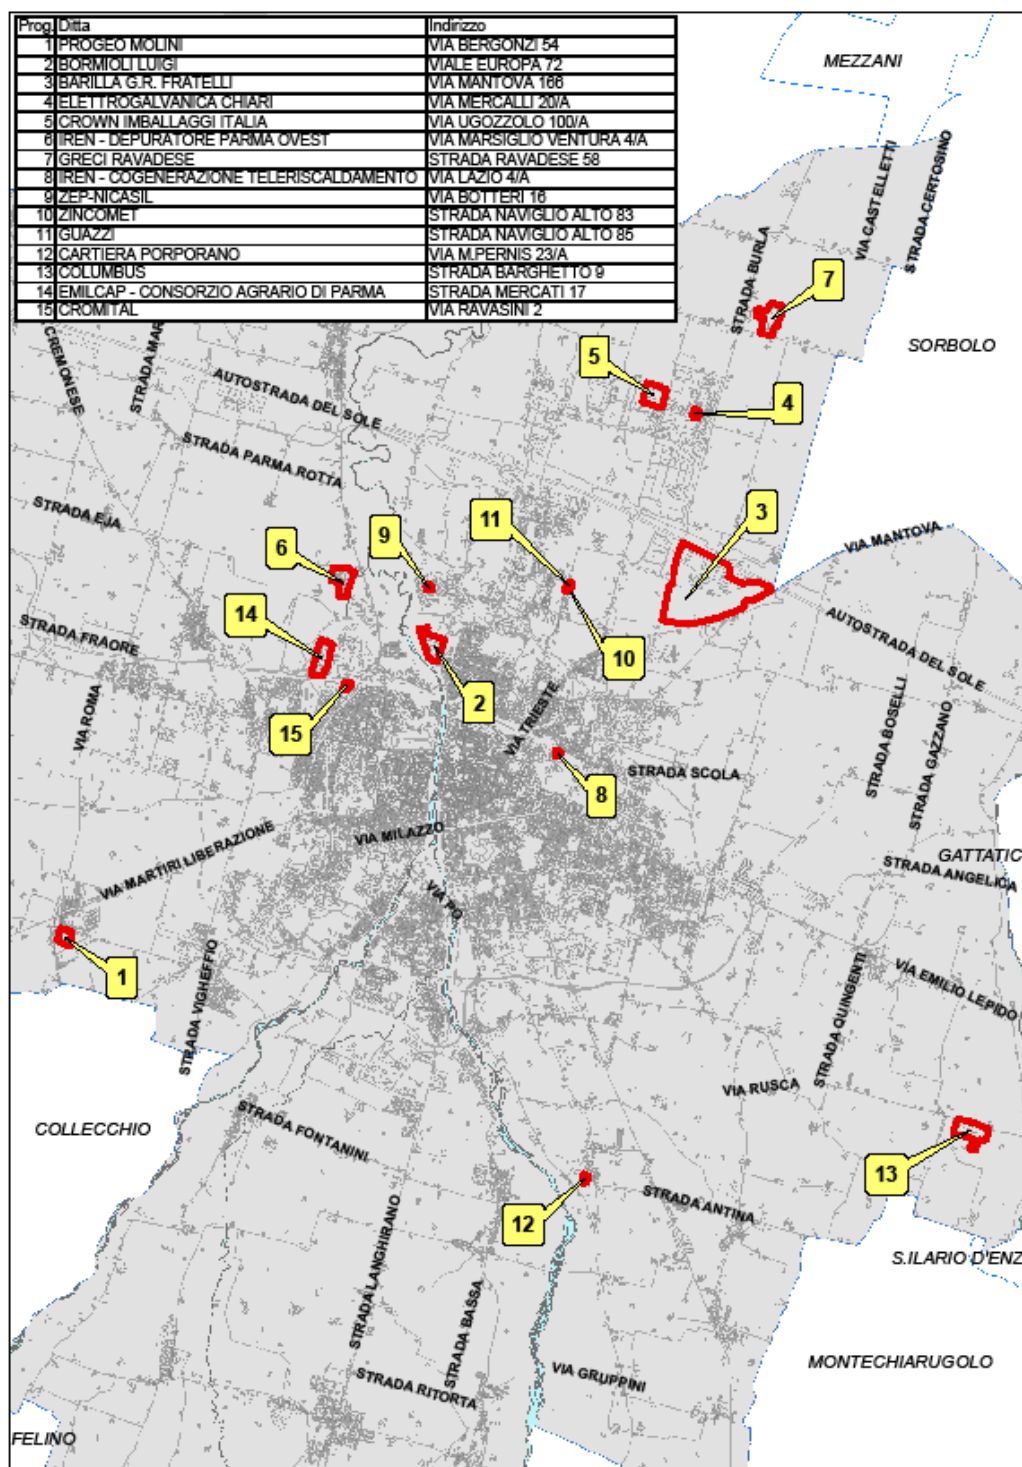 Prog. Ditta Indirizzo
1 PROGEO MOLINI VIA BERGONZI 54
2 BORMIOLI LUIGI VIALE EUROPA 72
3 BARILLA G.R. FRATELLI VIA MANTOVA 166
4 ELETTROGALVANICA CHIARI VIA MERCALLI 20/A
5 CROWN IMBALLAGGI ITALIA VIA UGOZZOLO 100/A
6 IREN - DEPURATORE PARMA OVEST VIA MARSIGLIO VENTURA 4/A
7 GRECI RAVADESE STRADA RAVADESE 58
8 IREN - COGENERAZIONE TELERISCALDAMENTO VIA LAZIO 4/A
9 ZEP-NICASIL VIA BOTTERI 16
10 ZINCOMET STRADA NAVIGLIO ALTO 83
11 GUAZZI STRADA NAVIGLIO ALTO 85
12 CARTIERA PORPORANO VIA M.PERNIS 23/A
13 COLUMBUS STRADA BARGHETTO 9
14 EMILCAP - CONSORZIO AGRARIO DI PARMA STRADA MERCATI 17
15 CROMITAL VIA RAVASINI 2
MEZZANI
VIA CASTELLETTI
STRADA CERTOSINO
STRADA BURLA
7
SORBOLO
CREMONESE
STRADA MAR
AUTOSTRADA DEL SOLE
5
4
STRADA PARMA ROTTA
STRADA EJA
11
3
9
6
VIA MANTOVA
14
STRADA FRAORE
10
AUTOSTRADA DEL SOLE
2
15
VIA ROMA
VIA TRIESTE
STRADA BOSELLI
STRADA GAZZANO
STRADA SCOLA
8
VIA MILAZZO
VIA MARTIRI LIBERAZIONE
GATTATIC
STRADA ANGELICA
VIA PO
1
STRADA VIGHEFFIO
STRADA QUINGENTI
VIA EMILIO LEPIDO
VIA RUSCA
COLLECCHIO
STRADA FONTANINI
13
12
STRADA ANTINA
STRADA LANGHIRANO
S.ILARIO D'ENZ
STRADA BASSA
MONTECHIARUGOLO
VIA GRUPPINI
STRADA RITORTA
FELINO